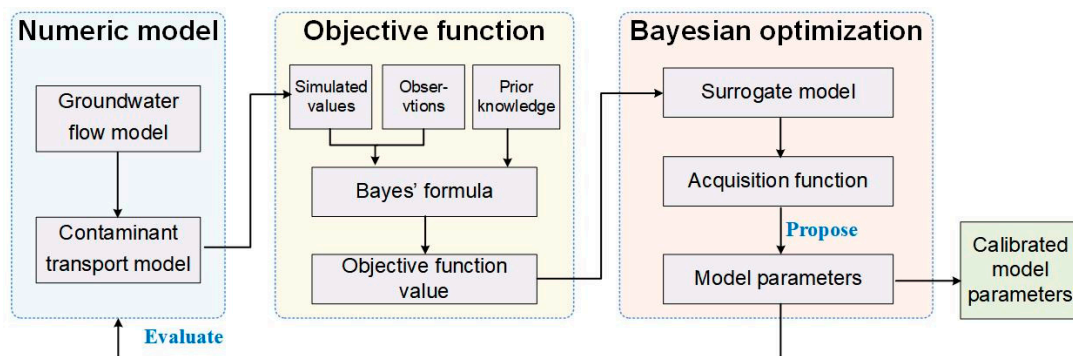 Numeric model
Groundwater
flow model
Contaminant
transport model
Evaluate
Objective function
Simulated
values
Obser-
vtions
Prior
knowledge
Bayes' formula
Objective function
value
Bayesian optimization
Surrogate model
Acquisition function
Propose
Model parameters
Calibrated
model
parameters